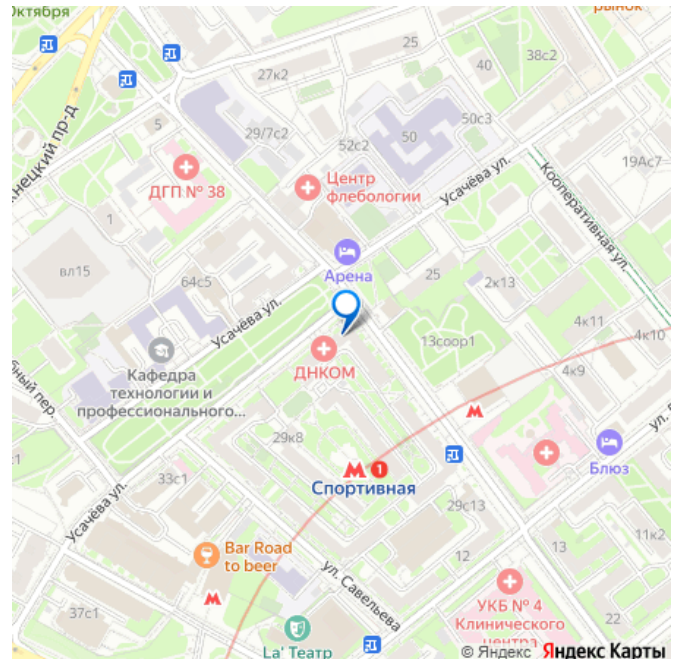 Октября
рынок
25
40
38с2
27к2
нецкий пр-д
5
29/7с2
52с2
50
50с3
ДГП № 38
Центр
флебологии
Усачёва ул.
Кооперативная ул.
19Ас7
1
вл15
64с5
Арена
25
2к13
Усачёва ул.
4к11
13соор1
4к10
ДНКОМ
4к9
Кафедра
технологии и
профессионального...
бный пер.
29к8
ул.
Блюз
1
Спортивная
33с1
29с13
Усачёва ул.
Bar Road
to beer
12
13
11к2
ул. Савельева
УКБ № 4
Клинического
центра
22
37с1
La' Театр
© Яндекс Яндекс Карты